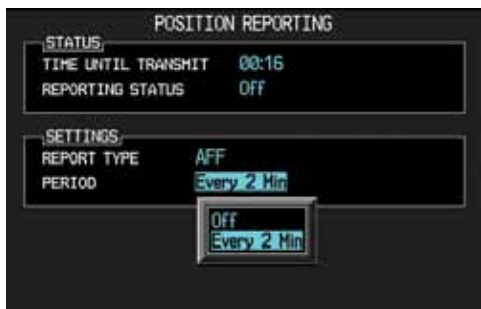 POSITION REPORTING
STATUS
TIME UNTIL TRANSMIT 00:16
REPORTING STATUS Off
SETTINGS
REPORT TYPE AFF
PERIOD Every 2 Min
Off
Every 2 Min